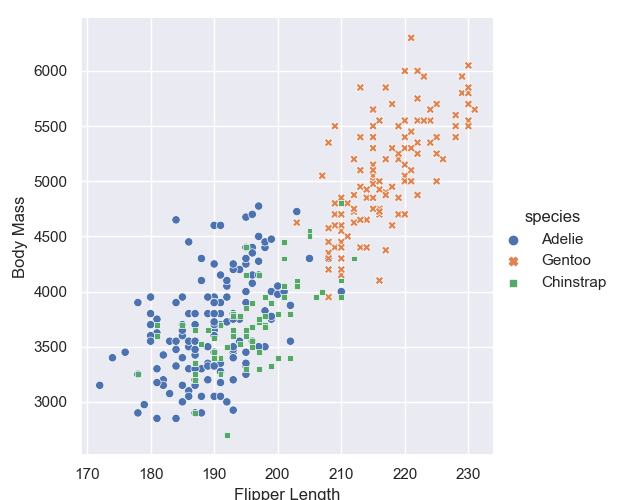 6000
5500
5000
4500
4000
3500
3000
Body Mass
170 180 190 200 210 220 230
Flipper Length
species
Adelie
Gentoo
Chinstrap